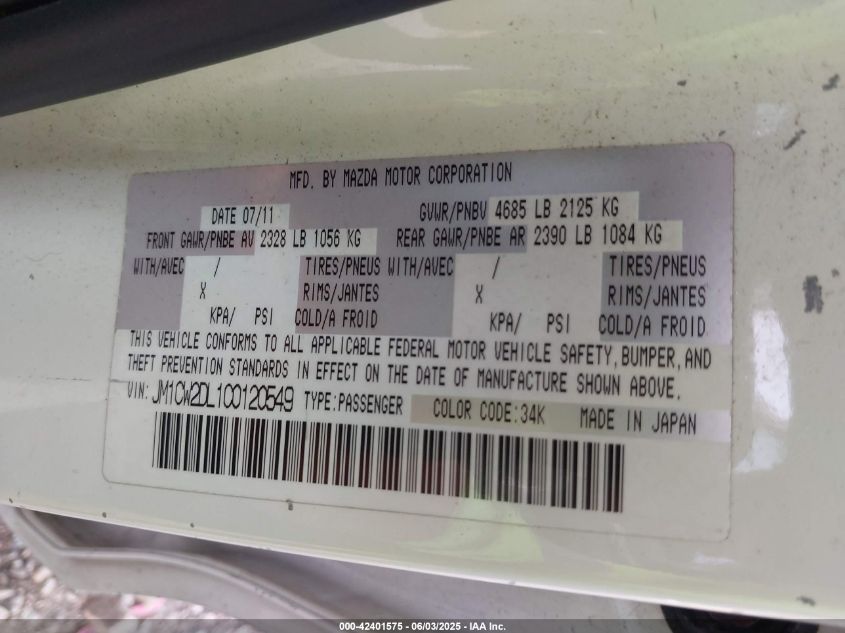 MFD. BY MAZDA MOTOR CORPORATION
DATE 07/11 GVWR/PNBV 4685 LB 2125 KG
FRONT GAWR/PNBE AV 2328 LB 1056 KG REAR GAWR/PNBE AR 2390 LB 1084 KG
WITH/AVEC / TIRES/PNEUS WITH/AVEC / TIRES/PNEUS
X RIMS/JANTES X RIMS/JANTES
KPA/ PSI COLD/A FROID KPA/ PSI COLD/A FROID
THIS VEHICLE CONFORMS TO ALL APPLICABLE FEDERAL MOTOR VEHICLE SAFETY, BUMPER, AND
THEFT PREVENTION STANDARDS IN EFFECT ON THE DATE OF MANUFACTURE SHOWN ABOVE.
VIN: JM1CW2DL1C0120549 TYPE: PASSENGER COLOR CODE: 34K MADE IN JAPAN
000-42401575 - 06/03/2025 - IAA Inc.